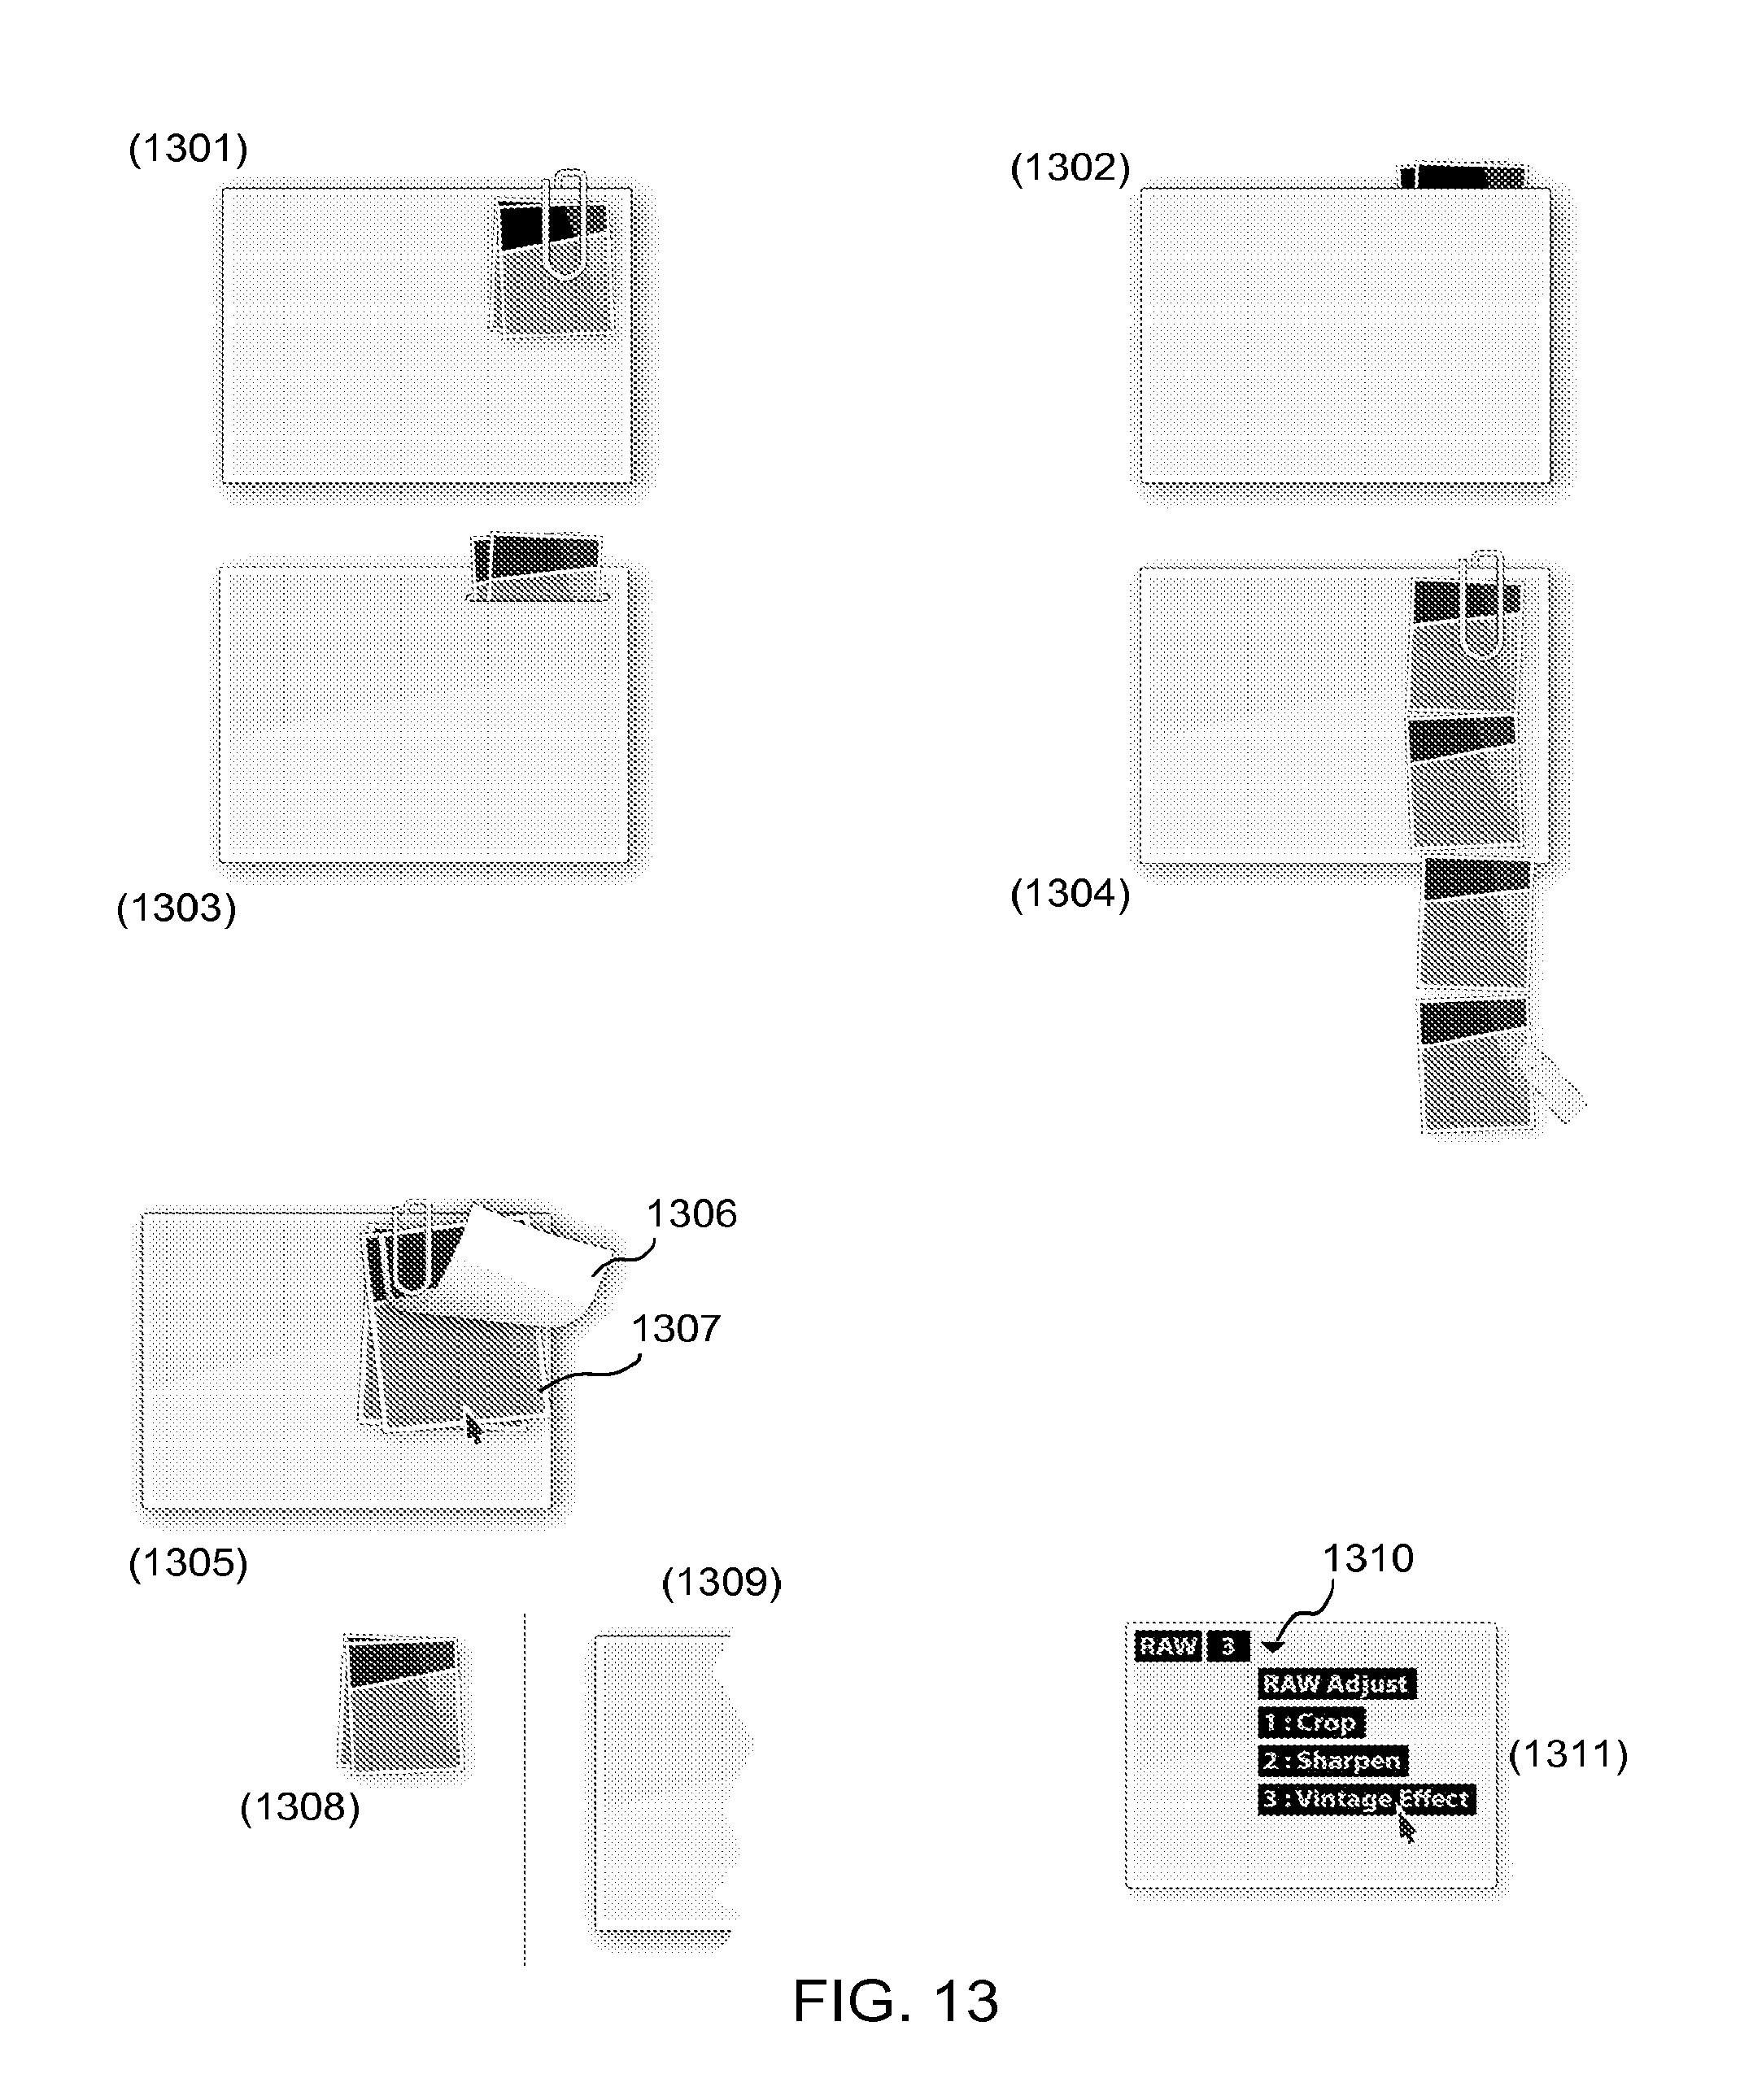 (1301)
(1302)
(1303)
(1304)
1306
1307
(1305)
(1309)
1310
RAW 3
RAW Adjust
1 : Crop
2 : Sharpen
3 : Vintage Effect
(1311)
(1308)
FIG. 13